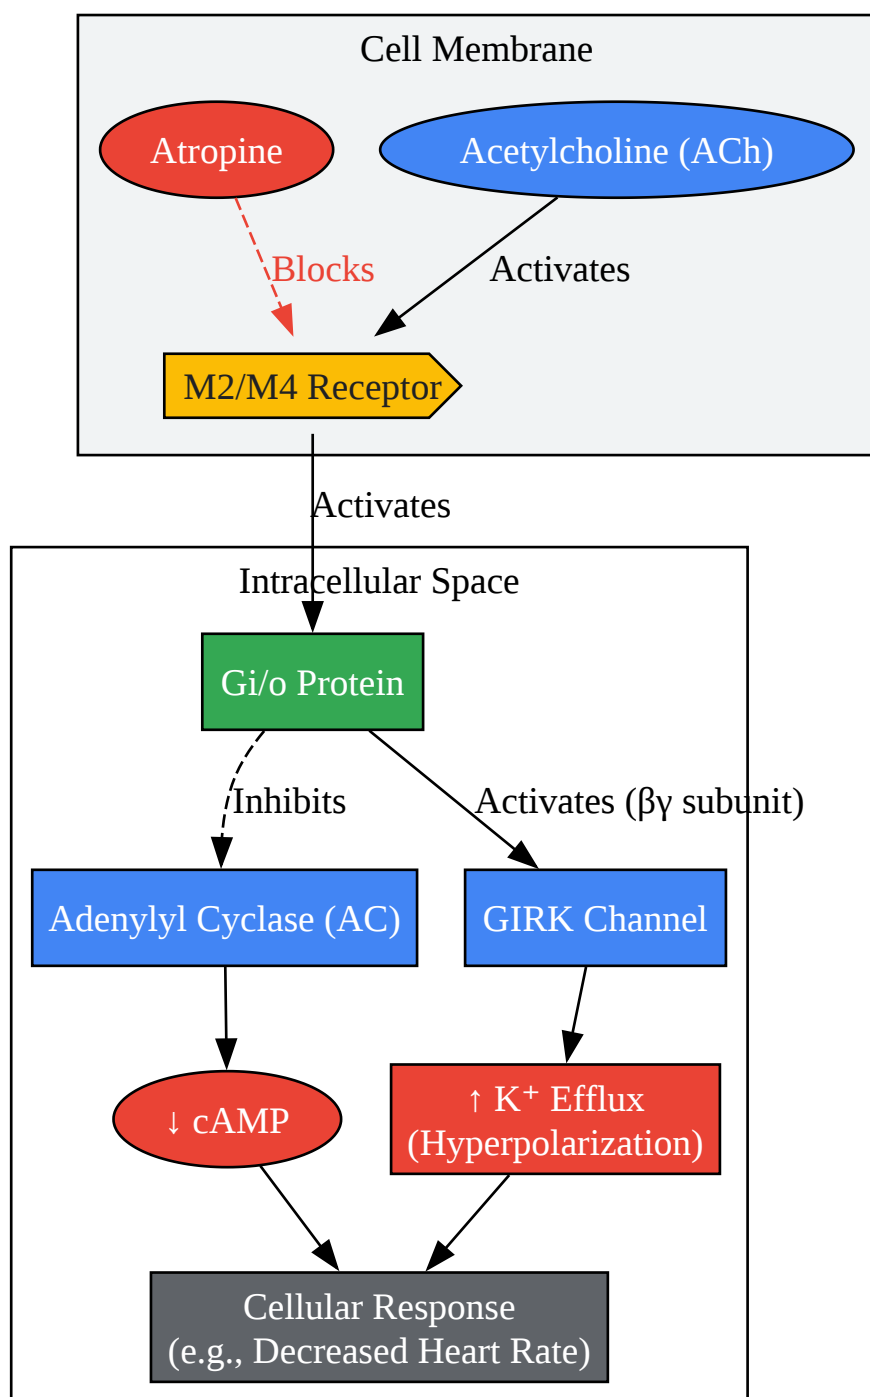 Cell Membrane
Atropine
Acetylcholine (ACh)
Blocks
Activates
M2/M4 Receptor
Activates
Intracellular Space
Gi/o Protein
Inhibits
Activates (βγ subunit)
Adenylyl Cyclase (AC)
GIRK Channel
↓ cAMP
↑ K⁺ Efflux
(Hyperpolarization)
Cellular Response
(e.g., Decreased Heart Rate)